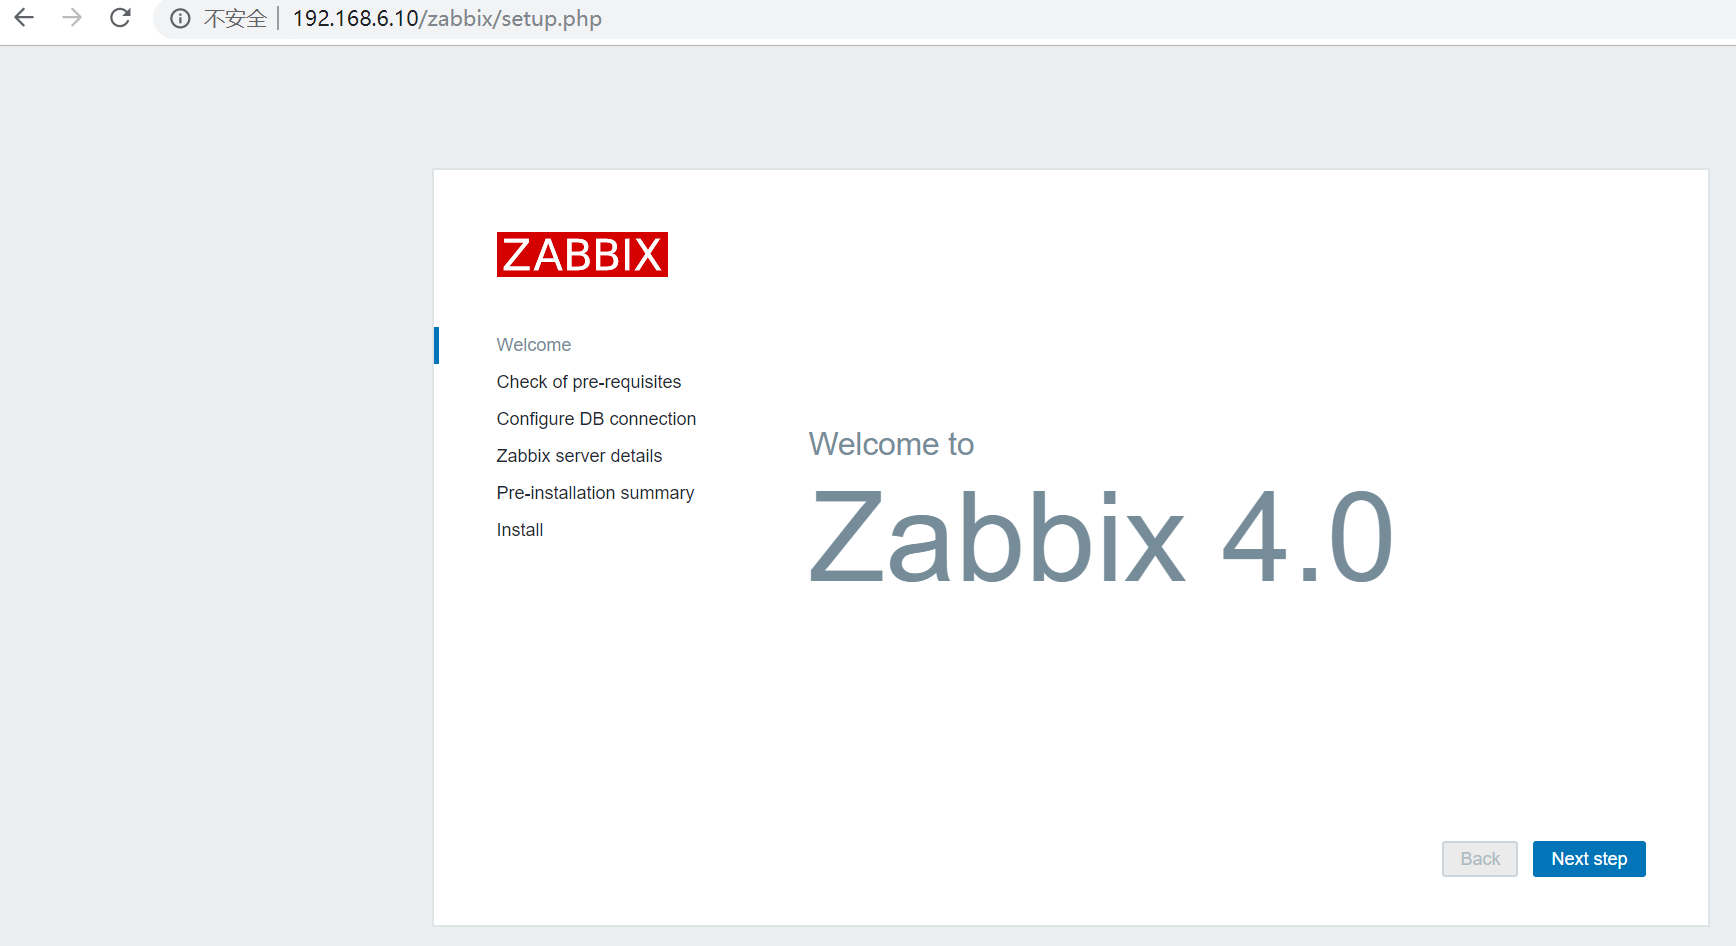 不安全 192.168.6.10/zabbix/setup.php
ZABBIX
Welcome
Check of pre-requisites
Configure DB connection
Zabbix server details
Pre-installation summary
Install
Welcome to
Zabbix 4.0
Back Next step